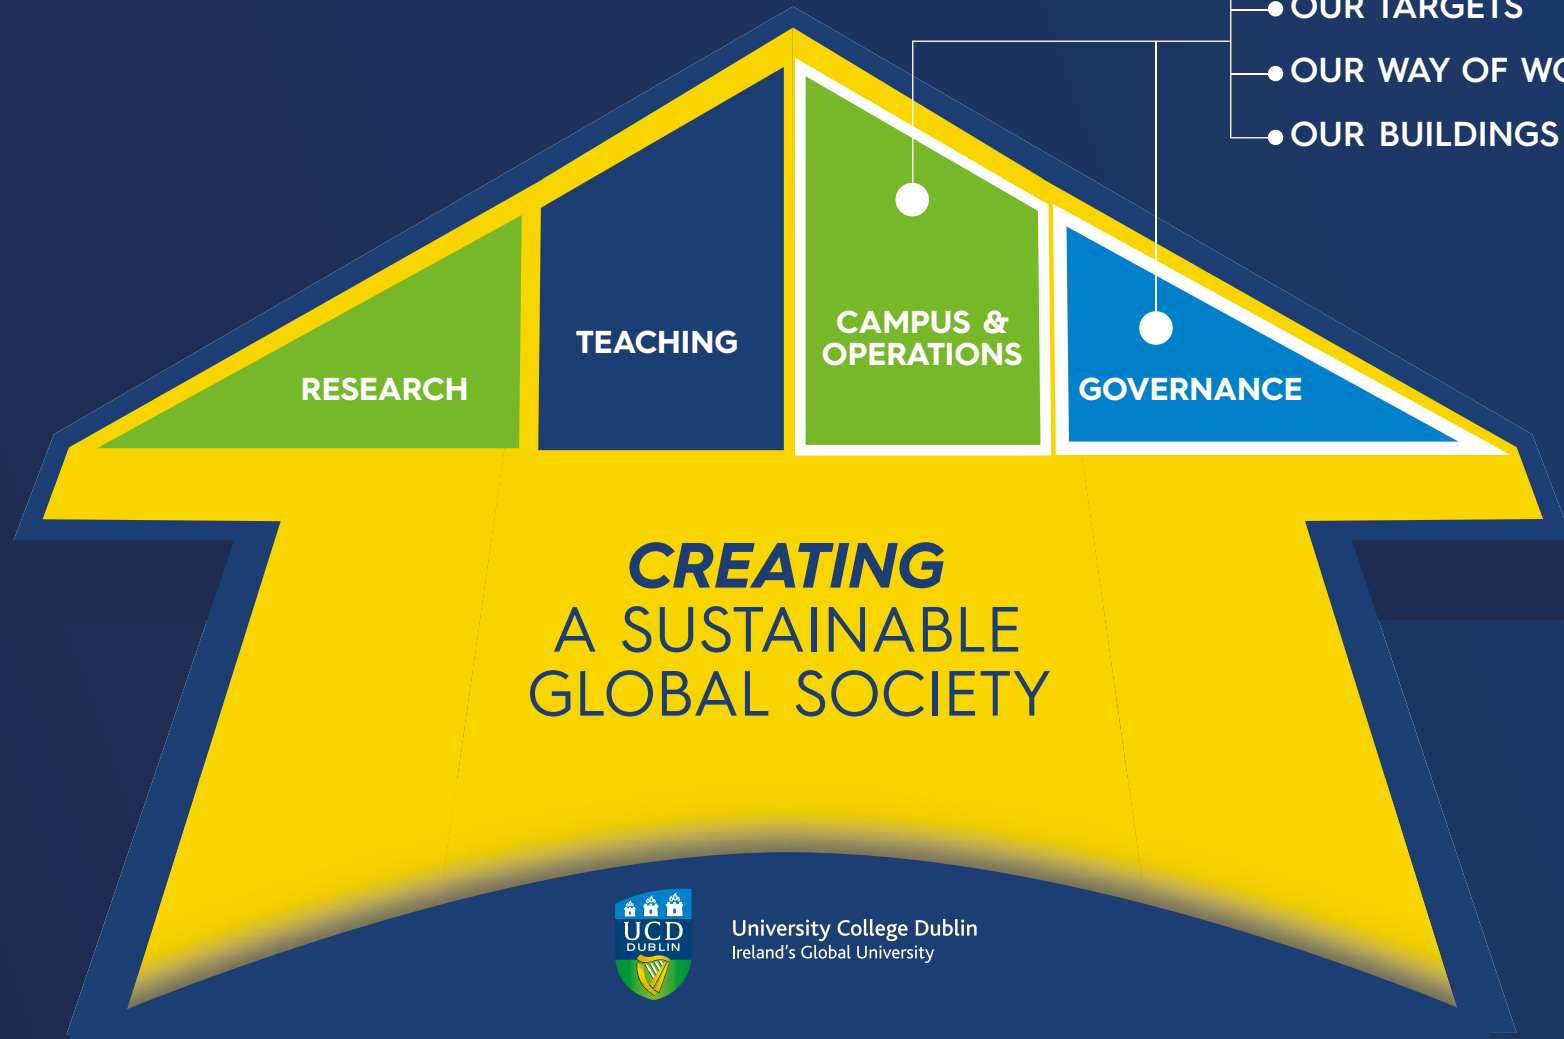 OUR TARGETS
OUR WAY OF
OUR BUILDINGS
CAMPUS &
OPERATIONS
TEACHING
RESEARCH
GOVERNANCE
CREATING
A SUSTAINABLE
GLOBAL SOCIETY
UCD
DUBLIN
University College Dublin
Ireland's Global University